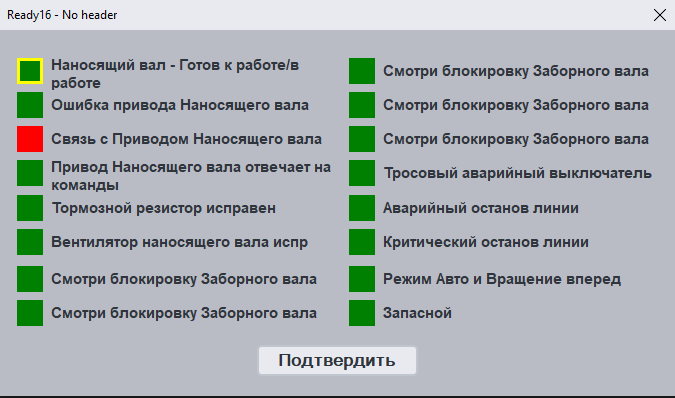 Ready16 - No header
Наносящий вал - Готов к работе/в
работе
Ошибка привода Наносящего вала
Связь с Приводом Наносящего вала
Привод Наносящего вала отвечает на
команды
Тормозной резистор исправен
Вентилятор наносящего вала испр
Смотри блокировку Заборного вала
Смотри блокировку Заборного вала
Смотри блокировку Заборного вала
Смотри блокировку Заборного вала
Смотри блокировку Заборного вала
Тросовый аварийный выключатель
Аварийный останов линии
Критический останов линии
Режим Авто и Вращение вперед
Запасной
Подтвердить